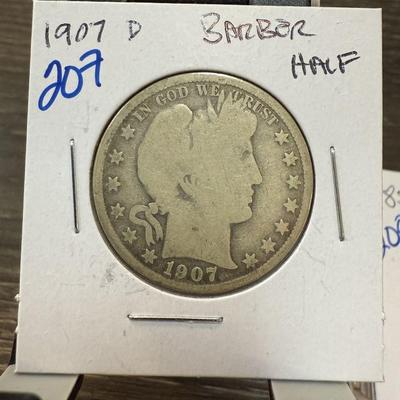 1907 D BARBER
207 HALF
IN GOD WE TRUST
1907